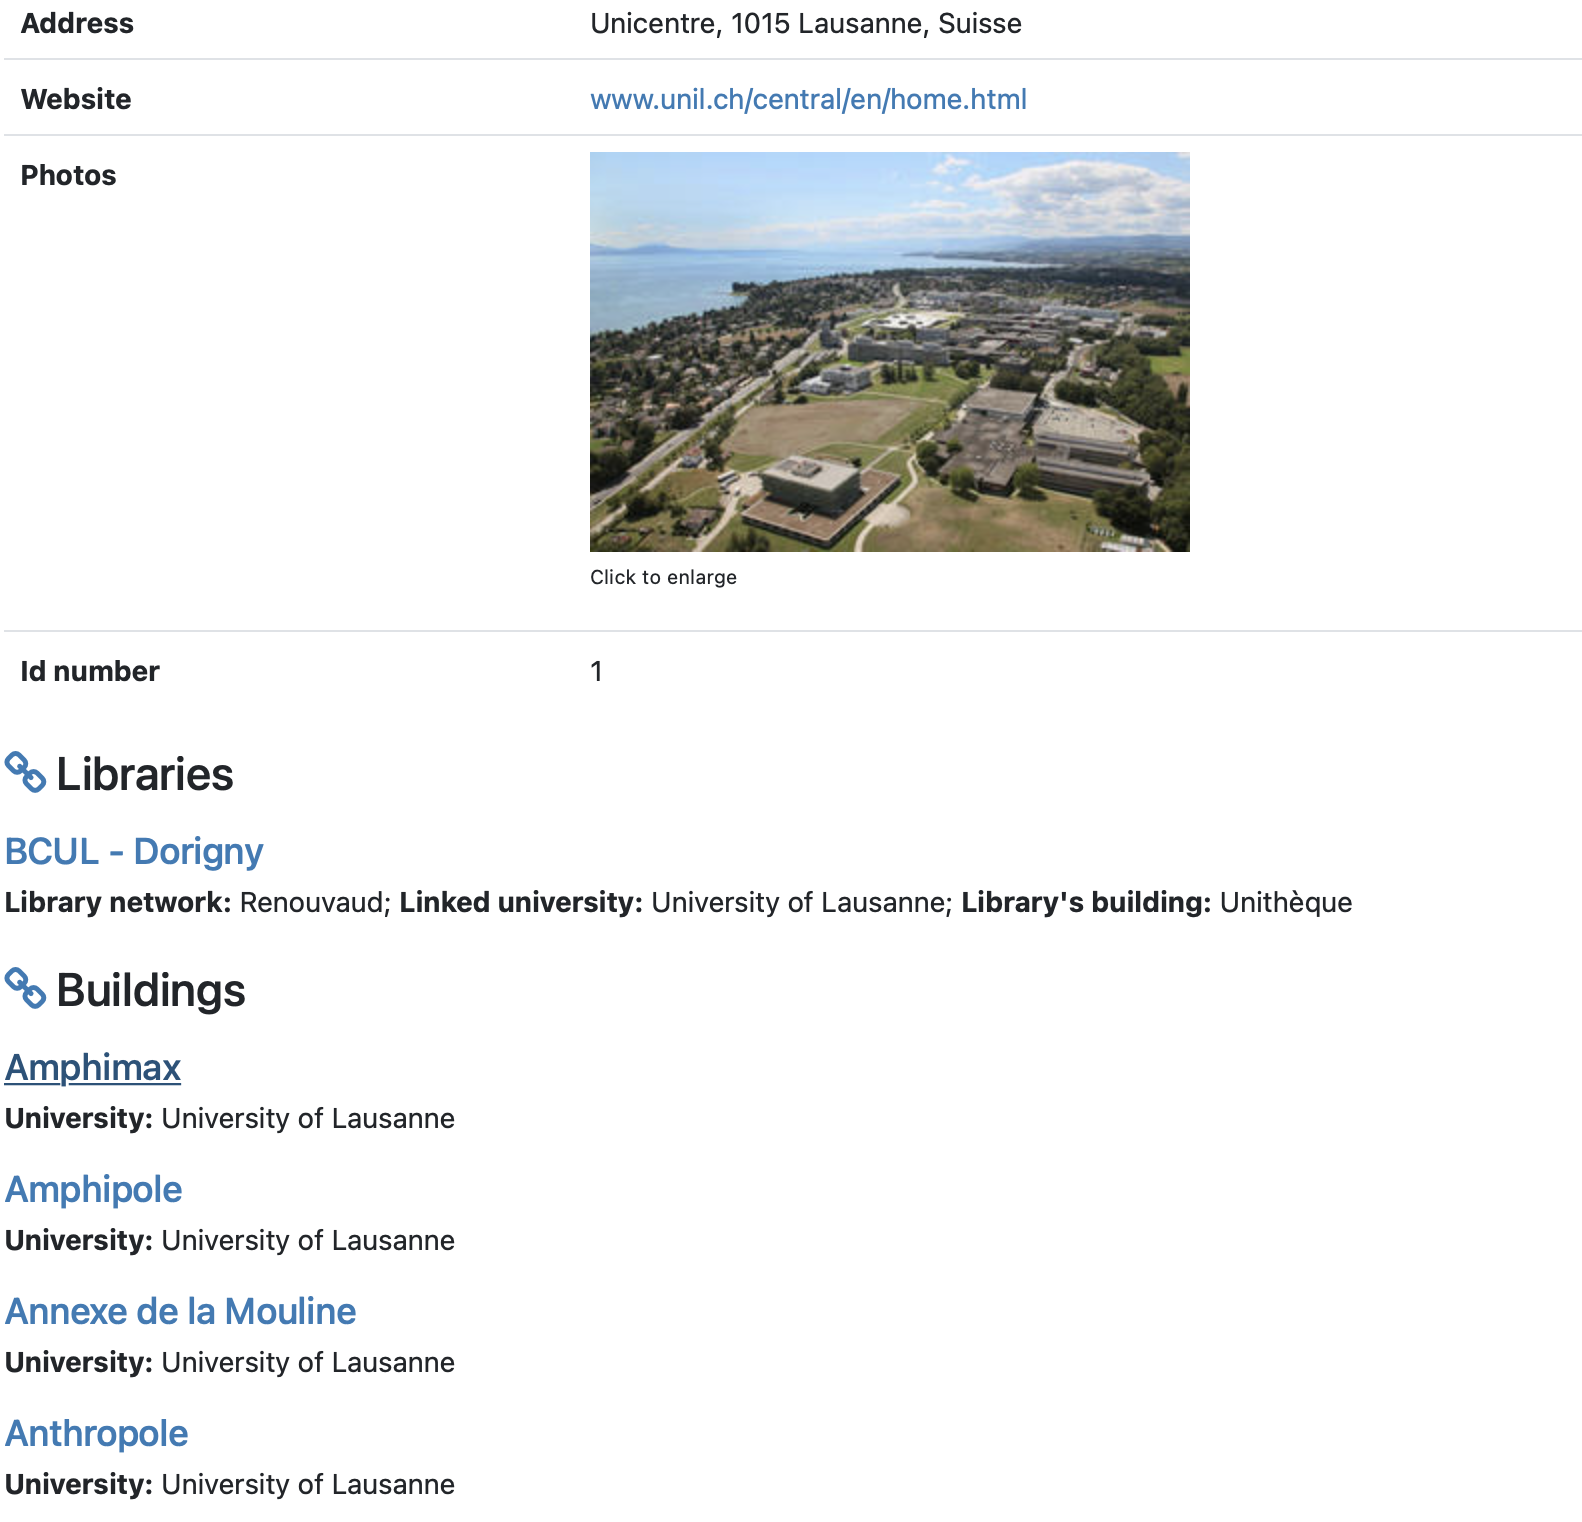 Address Unicentre, 1015 Lausanne, Suisse
Website www.unil.ch/central/en/home.html
Photos
Click to enlarge
Id number 1
Libraries
BCUL - Dorigny
Library network: Renouvaud; Linked university: University of Lausanne; Library's building: Unithèque
Buildings
Amphimax
University: University of Lausanne
Amphipole
University: University of Lausanne
Annexe de la Mouline
University: University of Lausanne
Anthropole
University: University of Lausanne